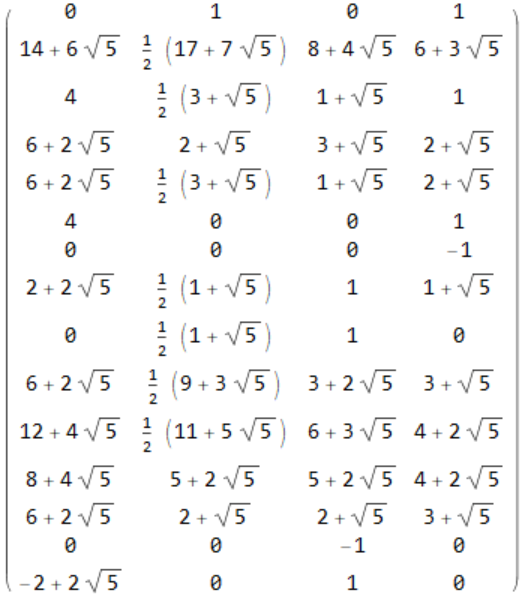 0 1 0 1
14 + 6 √5 1/2 (17 + 7 √5) 8 + 4 √5 6 + 3 √5
4 1/2 (3 + √5) 1 + √5 1
6 + 2 √5 2 + √5 3 + √5 2 + √5
6 + 2 √5 1/2 (3 + √5) 1 + √5 2 + √5
4 0 0 1
0 0 0 -1
2 + 2 √5 1/2 (1 + √5) 1 1 + √5
0 1/2 (1 + √5) 1 0
6 + 2 √5 1/2 (9 + 3 √5) 3 + 2 √5 3 + √5
12 + 4 √5 1/2 (11 + 5 √5) 6 + 3 √5 4 + 2 √5
8 + 4 √5 5 + 2 √5 5 + 2 √5 4 + 2 √5
6 + 2 √5 2 + √5 2 + √5 3 + √5
0 0 -1 0
-2 + 2 √5 0 1 0